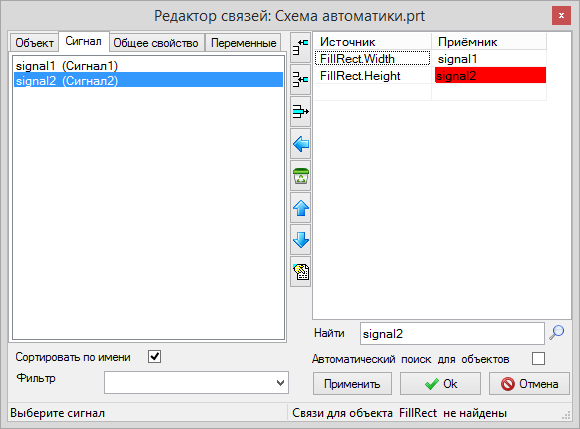 Редактор связей: Схема автоматики.prt
Объект Сигнал Общее свойство Переменные
signal1 (Сигнал1)
signal2 (Сигнал2)
Источник Приёмник
FillRect.Width signal1
FillRect.Height signal2
Найти signal2
Сортировать по имени
Автоматический поиск для объектов
Фильтр
Применить Ok Отмена
Выберите сигнал
Связи для объекта FillRect не найдены